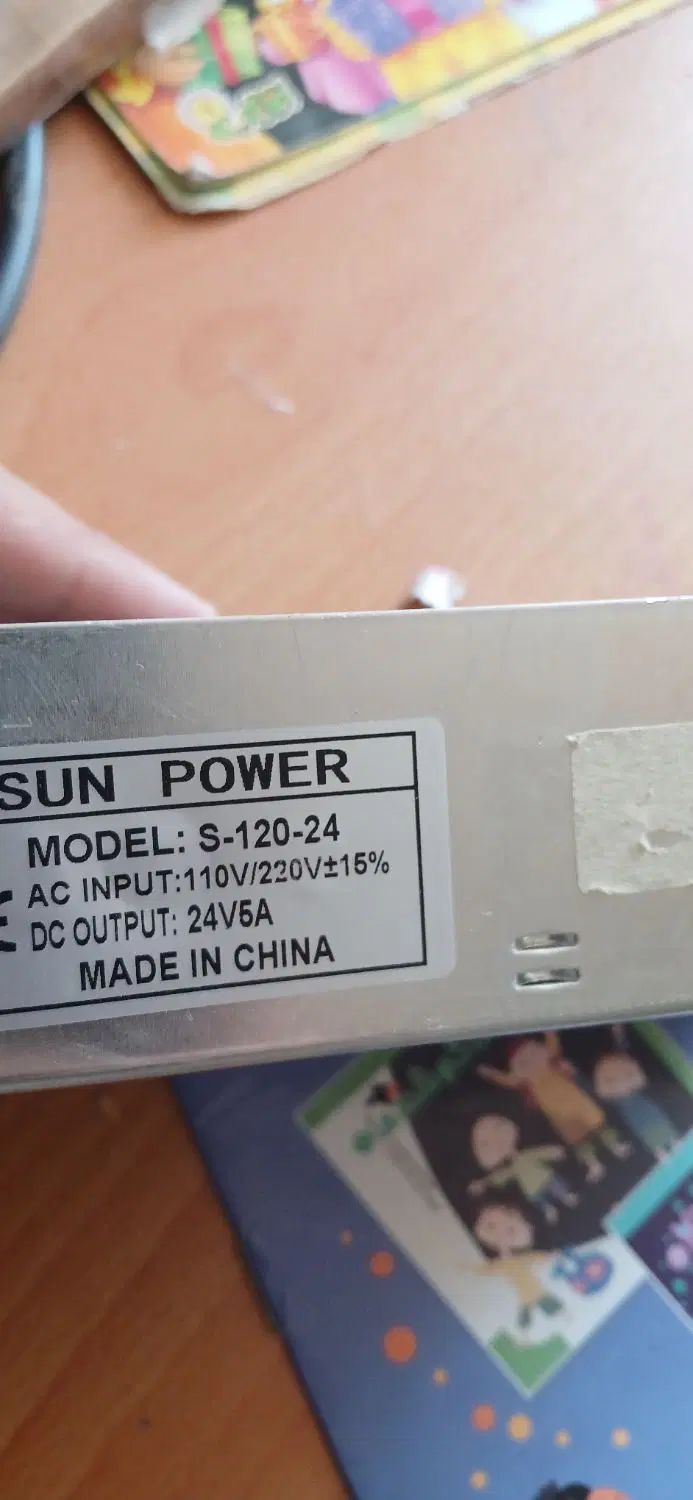 SUN POWER
MODEL: S-120-24
AC INPUT:110V/220V±15%
DC OUTPUT: 24V5A
MADE IN CHINA